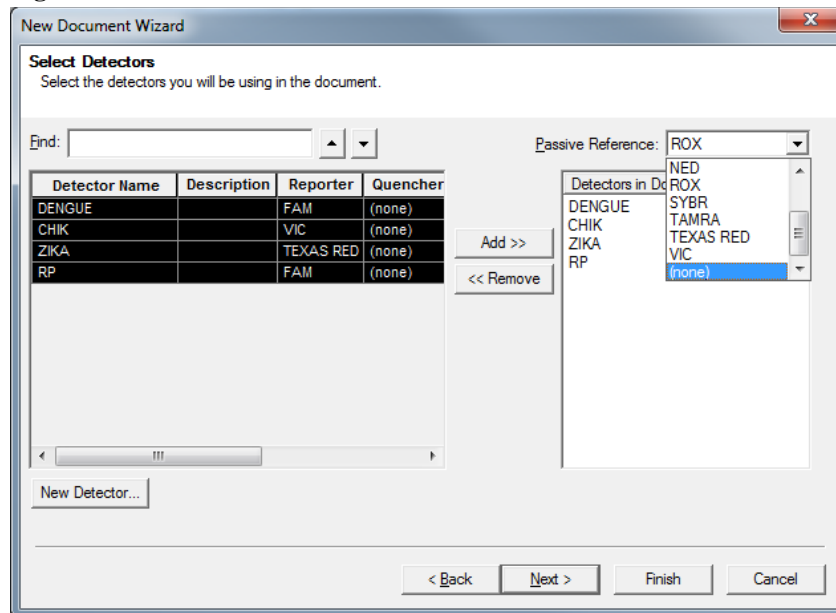 New Document Wizard
Select Detectors
Select the detectors you will be using in the document.
Find:
Passive Reference: ROX
Detector Name Description Reporter Quencher
DENGUE FAM (none)
CHIK VIC (none)
ZIKA TEXAS RED (none)
RP FAM (none)
Add >>
<< Remove
Detectors in Do
DENGUE
CHIK
ZIKA
RP
NED
ROX
SYBR
TAMRA
TEXAS RED
VIC
(none)
New Detector...
< Back Next > Finish Cancel